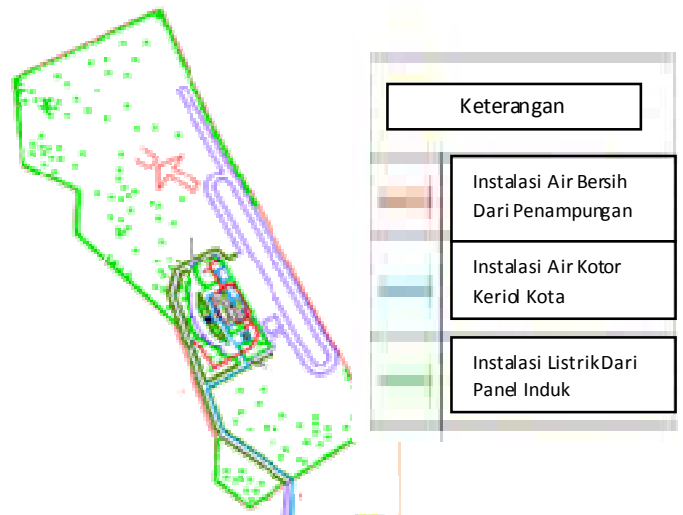 Keterangan
Instalasi Air Bersih
Dari Penampungan
Instalasi Air Kotor
Keriol Kota
Instalasi Listrik Dari
Panel Induk